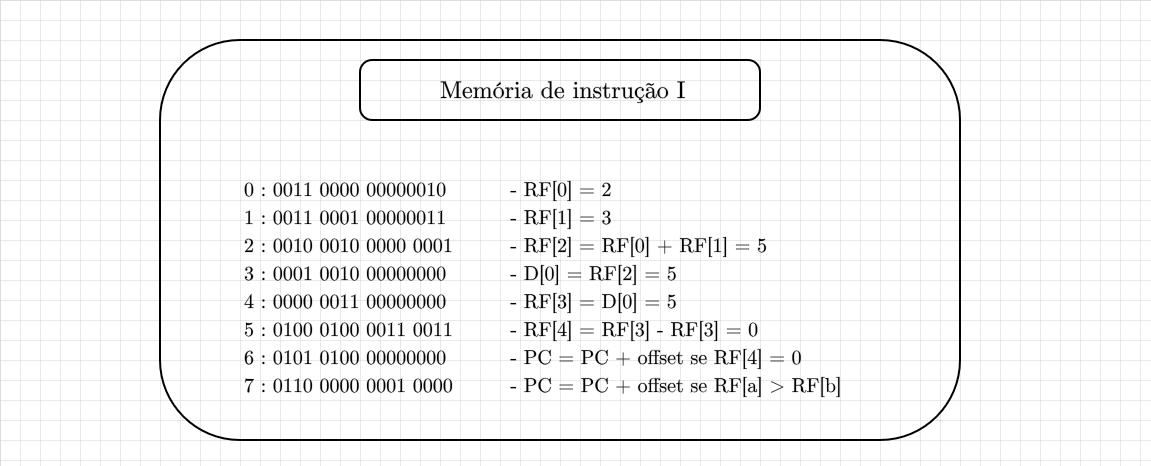 Memória de instrução I
0 : 0011 0000 00000010 - RF[0] = 2
1 : 0011 0001 00000011 - RF[1] = 3
2 : 0010 0010 0000 0001 - RF[2] = RF[0] + RF[1] = 5
3 : 0001 0010 00000000 - D[0] = RF[2] = 5
4 : 0000 0011 00000000 - RF[3] = D[0] = 5
5 : 0100 0100 0011 0011 - RF[4] = RF[3] - RF[3] = 0
6 : 0101 0100 00000000 - PC = PC + offset se RF[4] = 0
7 : 0110 0000 0001 0000 - PC = PC + offset se RF[a] > RF[b]